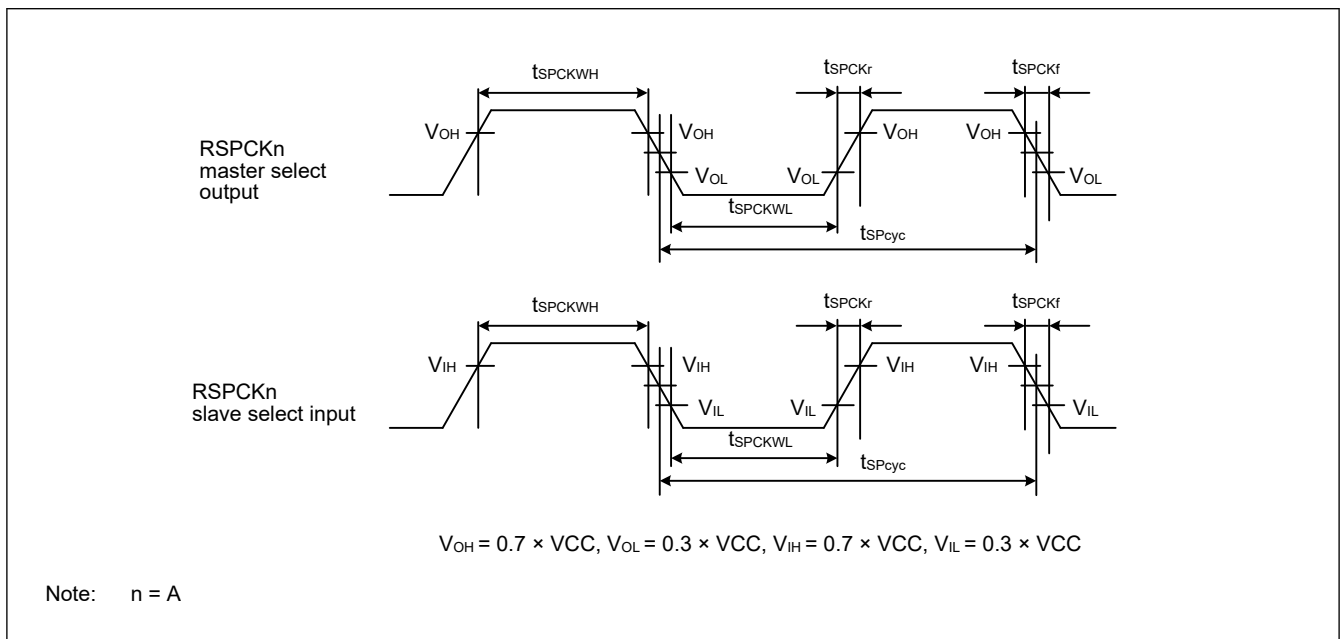 tSPCKWH
tSPCKr
tSPCKf
VOH
VOH
VOH
VOH
RSPCKn
master select
output
VOL
VOL
VOL
tSPCKWL
tSPcyc
tSPCKWH
tSPCKr
tSPCKf
VIH
VIH
VIH
VIH
RSPCKn
slave select input
VIL
VIL
VIL
tSPCKWL
tSPcyc
VOH = 0.7 × VCC, VOL = 0.3 × VCC, VIH = 0.7 × VCC, VIL = 0.3 × VCC
Note: n = A